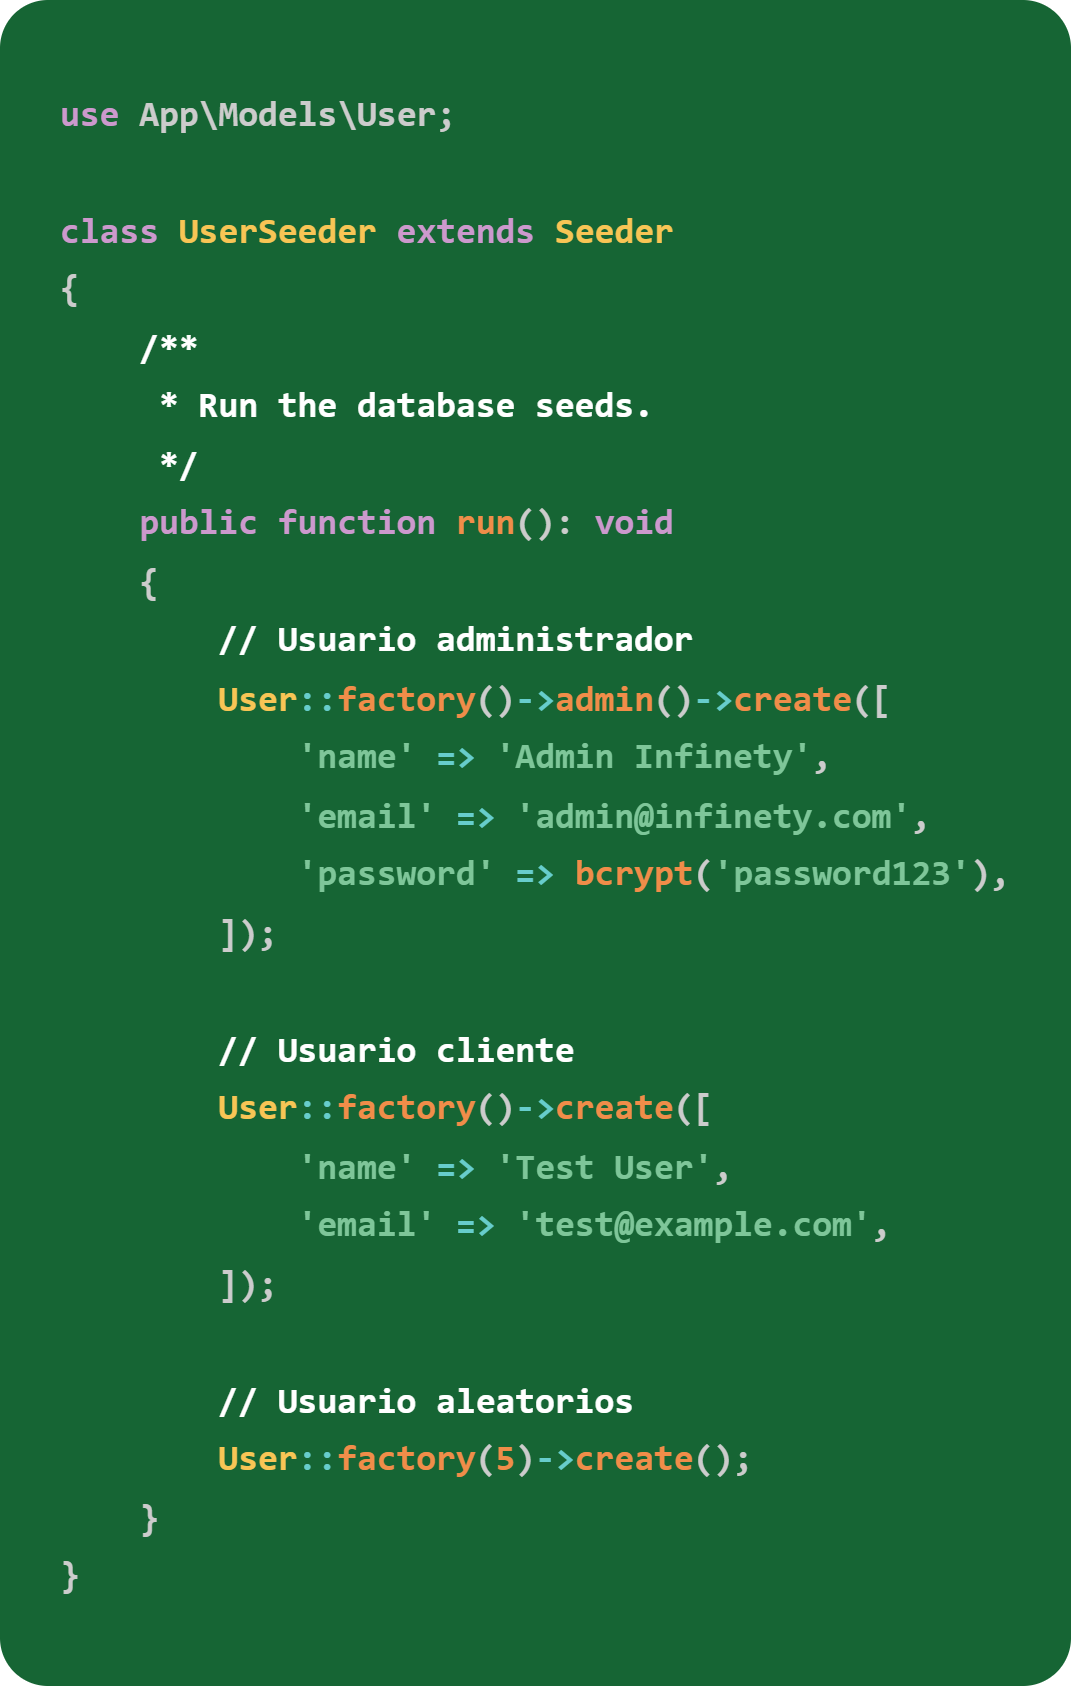 use App\Models\User;

class UserSeeder extends Seeder
{
    /**
     * Run the database seeds.
     */
    public function run(): void
    {
        // Usuario administrador
        User::factory()->admin()->create([
            'name' => 'Admin Infinety',
            'email' => 'admin@infinety.com',
            'password' => bcrypt('password123'),
        ]);

        // Usuario cliente
        User::factory()->create([
            'name' => 'Test User',
            'email' => 'test@example.com',
        ]);

        // Usuario aleatorios
        User::factory(5)->create();
    }
}